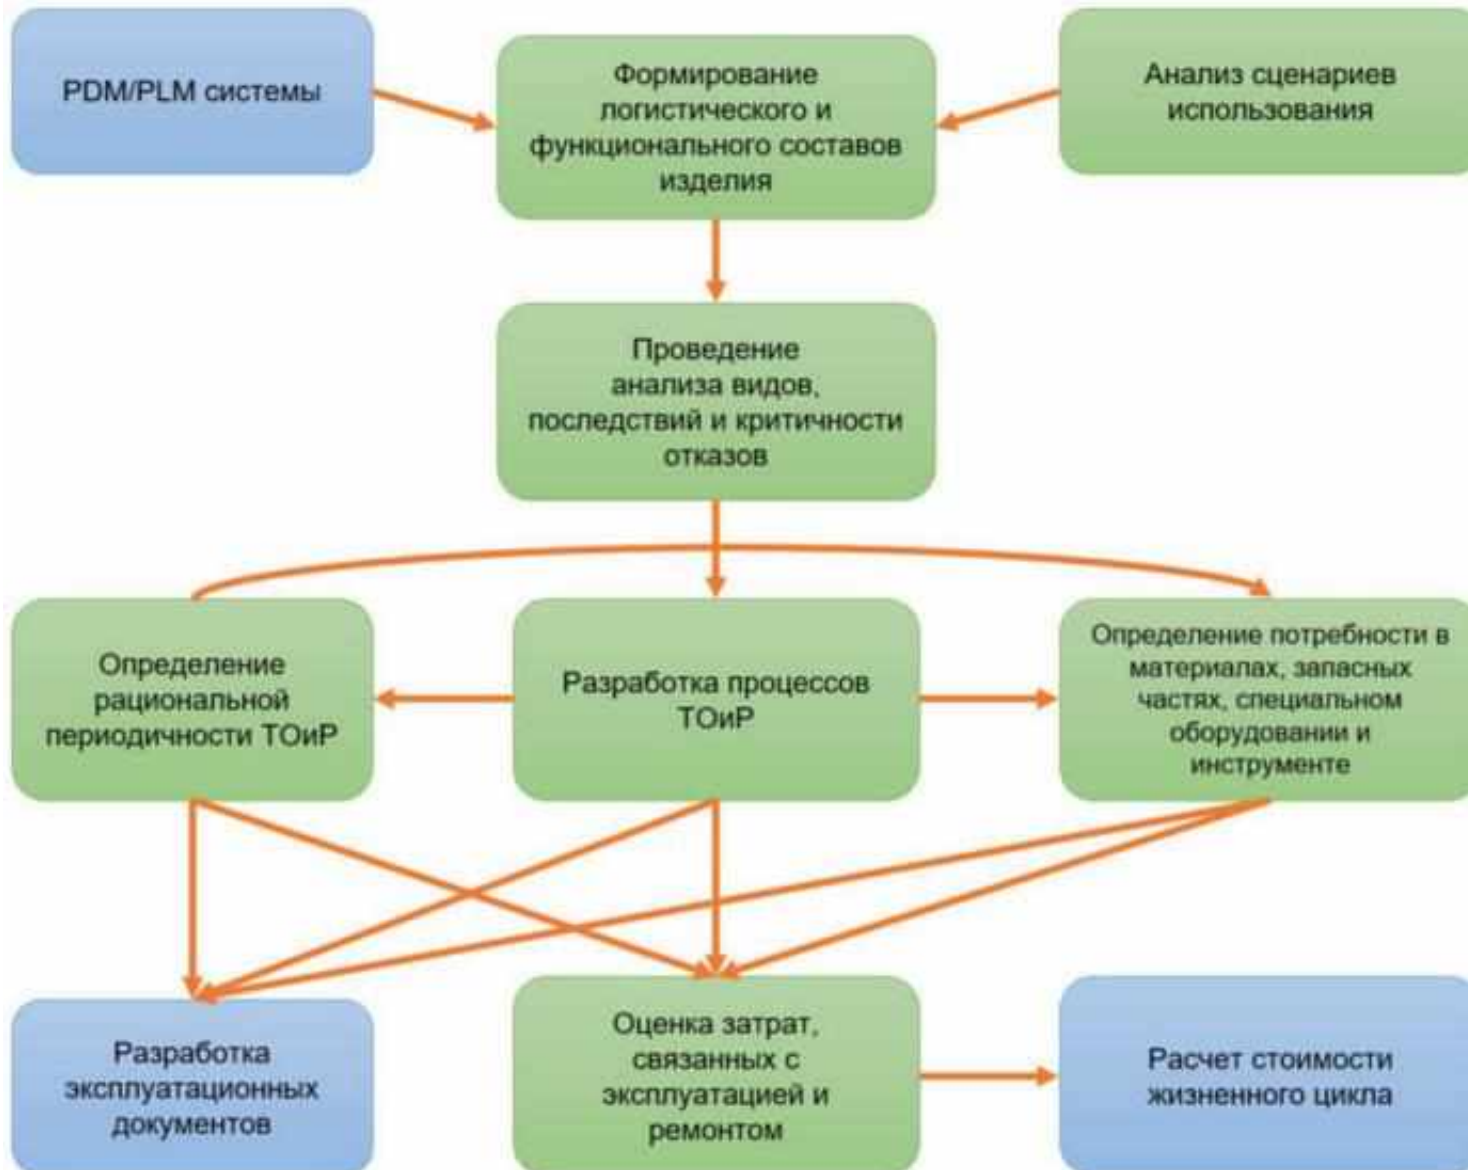 PDM/PLM системы
Формирование
логистического и
функционального составов
изделия
Анализ сценариев
использования
Проведение
анализа видов,
последствий и критичности
отказов
Определение
рациональной
периодичности ТОиР
Разработка процессов
ТОиР
Определение потребности в
материалах, запасных
частях, специальном
оборудовании и
инструменте
Разработка
эксплуатационных
документов
Оценка затрат,
связанных с
эксплуатацией и
ремонтом
Расчет стоимости
жизненного цикла